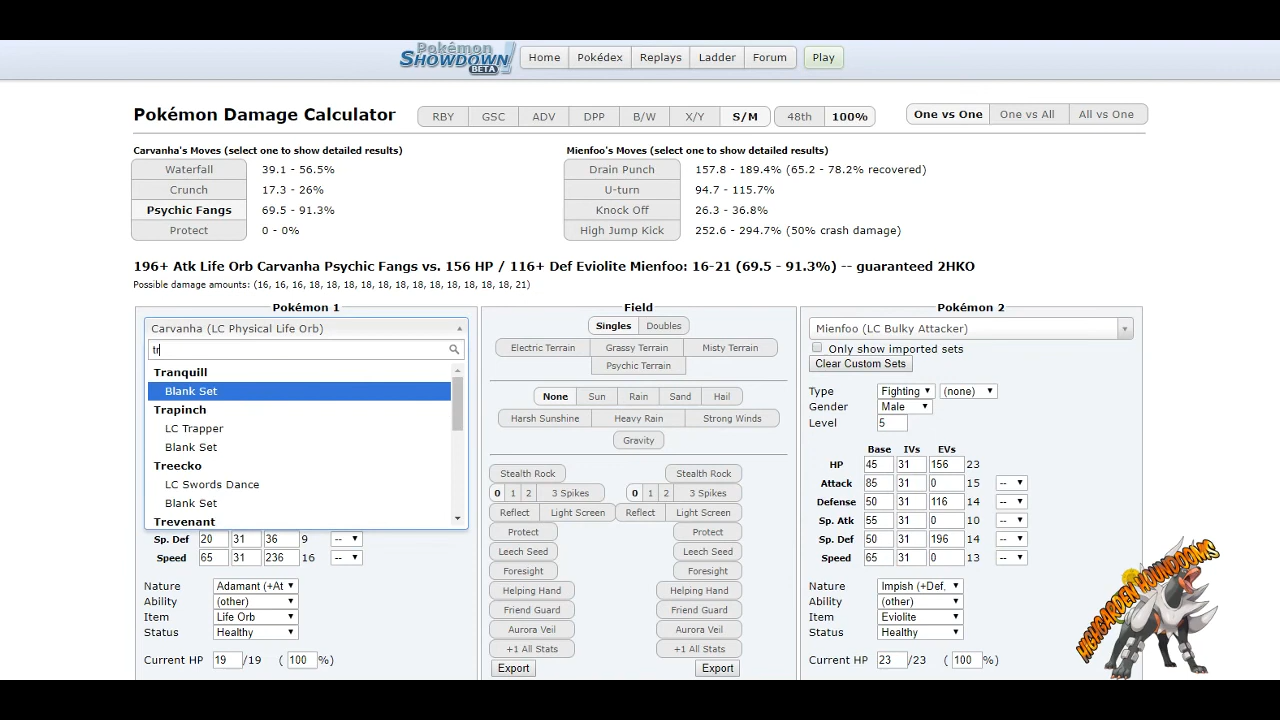 Pokémon
SHOWDOWN!
BETA
Home Pokédex Replays Ladder Forum Play
Pokémon Damage Calculator RBY GSC ADV DPP B/W X/Y S/M 48th 100% One vs One One vs All All vs One
Carvanha's Moves (select one to show detailed results)
Waterfall 39.1 - 56.5%
Crunch 17.3 - 26%
Psychic Fangs 69.5 - 91.3%
Protect 0 - 0%
Mienfoo's Moves (select one to show detailed results)
Drain Punch 157.8 - 189.4% (65.2 - 78.2% recovered)
U-turn 94.7 - 115.7%
Knock Off 26.3 - 36.8%
High Jump Kick 252.6 - 294.7% (50% crash damage)
196+ Atk Life Orb Carvanha Psychic Fangs vs. 156 HP / 116+ Def Eviolite Mienfoo: 16-21 (69.5 - 91.3%) -- guaranteed 2HKO
Possible damage amounts: (16, 16, 16, 18, 18, 18, 18, 18, 18, 18, 18, 18, 18, 18, 18, 21)
Pokémon 1
Carvanha (LC Physical Life Orb)
tr
Tranquill
Blank Set
Trapinch
LC Trapper
Blank Set
Treecko
LC Swords Dance
Blank Set
Trevenant
Sp. Def 20 31 36 9 --
Speed 65 31 236 16 --
Nature Adamant (+At
Ability (other)
Item Life Orb
Status Healthy
Current HP 19 /19 ( 100 %)
Field
Singles Doubles
Electric Terrain Grassy Terrain Misty Terrain
Psychic Terrain
None Sun Rain Sand Hail
Harsh Sunshine Heavy Rain Strong Winds
Gravity
Stealth Rock Stealth Rock
0 1 2 3 Spikes 0 1 2 3 Spikes
Reflect Light Screen Reflect Light Screen
Protect Protect
Leech Seed Leech Seed
Foresight Foresight
Helping Hand Helping Hand
Friend Guard Friend Guard
Aurora Veil Aurora Veil
+1 All Stats +1 All Stats
Export Export
Pokémon 2
Mienfoo (LC Bulky Attacker)
Only show imported sets
Clear Custom Sets
Type Fighting (none)
Gender Male
Level 5
Base IVs EVs
HP 45 31 156 23
Attack 85 31 0 15 --
Defense 50 31 116 14 --
Sp. Atk 55 31 0 10 --
Sp. Def 50 31 196 14 --
Speed 65 31 0 13 --
Nature Impish (+Def,
Ability (other)
Item Eviolite
Status Healthy
Current HP 23 /23 ( 100 %)
HIGHGARDEN HOUNDOOMS